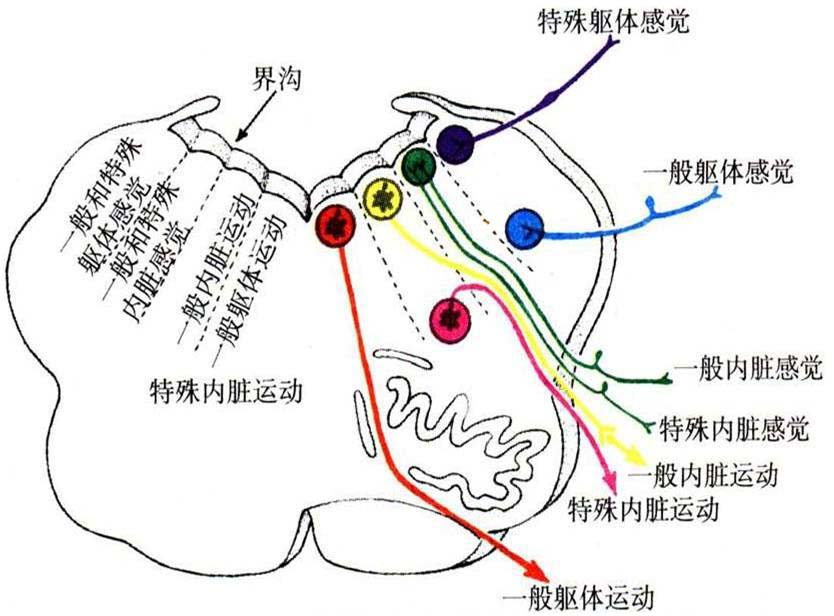 特殊躯体感觉
界沟
一般躯体感觉
一般和特殊
躯体感觉
一般和特殊
内脏感觉
一般内脏运动
一般躯体运动
特殊内脏运动
一般内脏感觉
特殊内脏感觉
一般内脏运动
特殊内脏运动
一般躯体运动